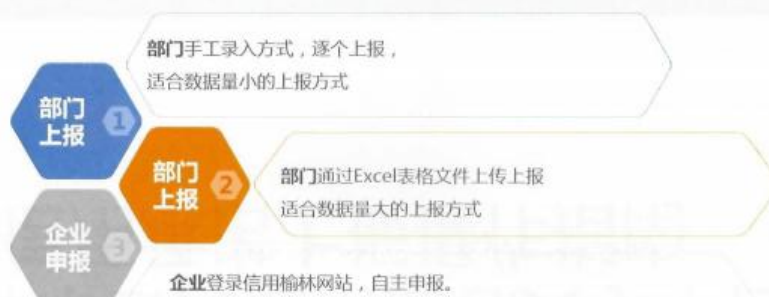 部门手工录入方式，逐个上报，
适合数据量小的上报方式
部门
上报
1
部门
上报
2
部门通过Excel表格文件上传上报
适合数据量大的上报方式
企业
申报
3
企业登录信用榆林网站，自主申报。